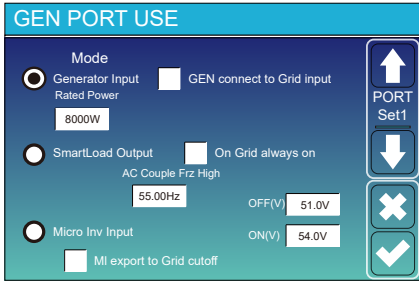 GEN PORT USE
Mode
Generator Input
GEN connect to Grid input
Rated Power
8000W
PORT
Set1
SmartLoad Output
On Grid always on
AC Couple Frz High
55.00Hz
OFF(V) 51.0V
Micro Inv Input
ON(V) 54.0V
MI export to Grid cutoff